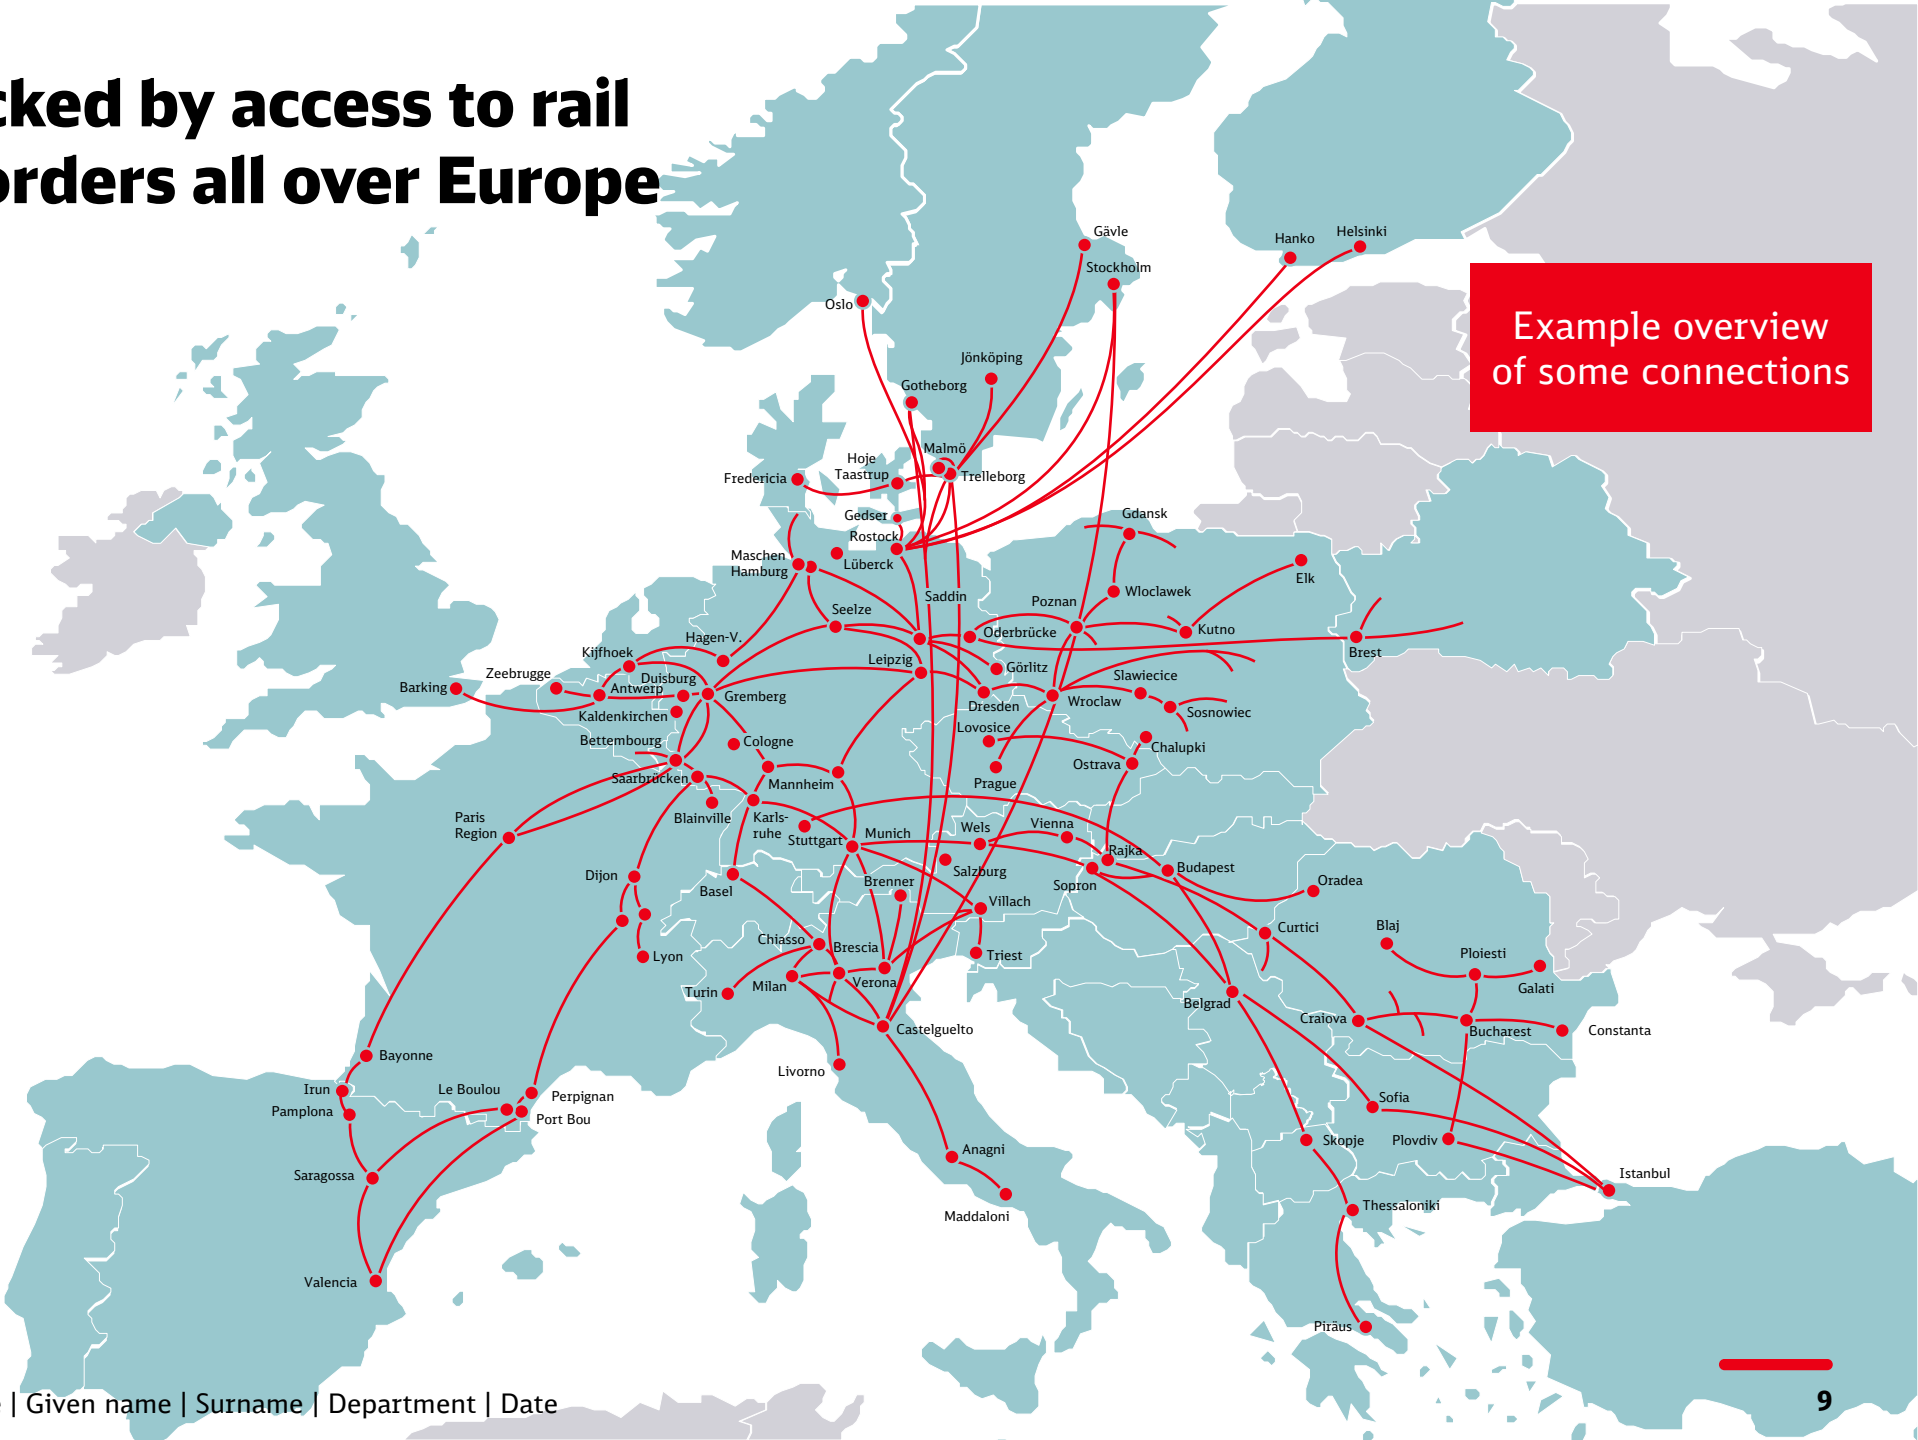 cked by access to rail
orders all over Europe
Example overview
of some connections
Gävle
Stockholm
Hanko
Helsinki
Oslo
Jönköping
Gotheborg
Malmö
Hoje
Taastrup
Trelleborg
Fredericia
Gedser
Rostock
Gdansk
Maschen
Hamburg
Lüberck
Elk
Saddin
Wloclawek
Poznan
Seelze
Oderbrücke
Kutno
Brest
Hagen-V.
Kijfhoek
Leipzig
Görlitz
Zeebrugge
Barking
Antwerp
Duisburg
Gremberg
Slawiecice
Dresden
Wroclaw
Sosnowiec
Kaldenkirchen
Lovosice
Bettembourg
Cologne
Chalupki
Saarbrücken
Mannheim
Prague
Ostrava
Paris
Region
Blainville
Karls-
ruhe
Stuttgart
Munich
Wels
Vienna
Rajka
Dijon
Basel
Brenner
Salzburg
Sopron
Budapest
Oradea
Villach
Chiasso
Brescia
Curtici
Blaj
Lyon
Triest
Ploiesti
Turin
Milan
Verona
Galati
Belgrad
Castelguelto
Craiova
Bucharest
Constanta
Bayonne
Livorno
Irun
Le Boulou
Perpignan
Pamplona
Port Bou
Sofia
Skopje
Plovdiv
Anagni
Saragossa
Istanbul
Maddaloni
Thessaloniki
Valencia
Piräus
| Given name | Surname | Department | Date
9